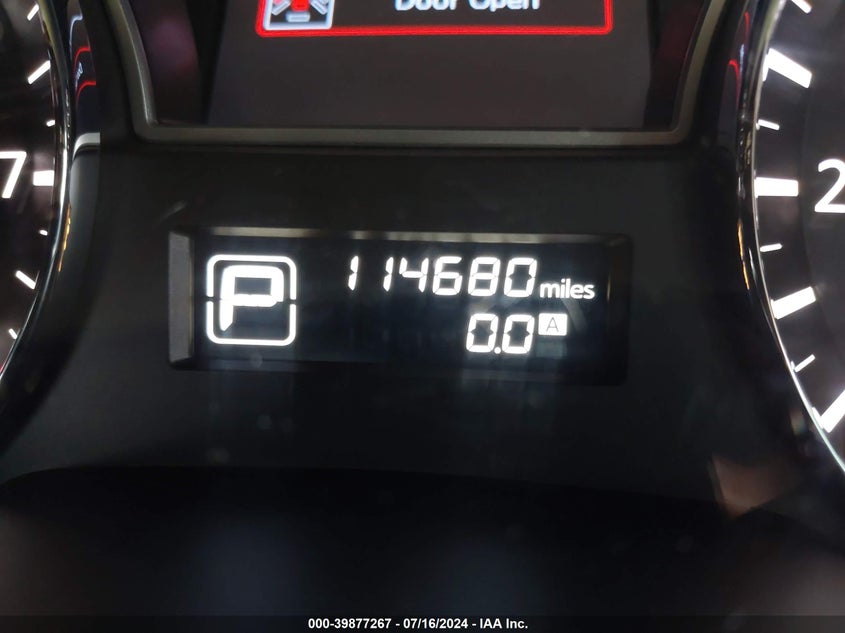 Door Open
7
2
P
114680 miles
0.0 A
000-39877267 / 07/16/2024 - IAA Inc.